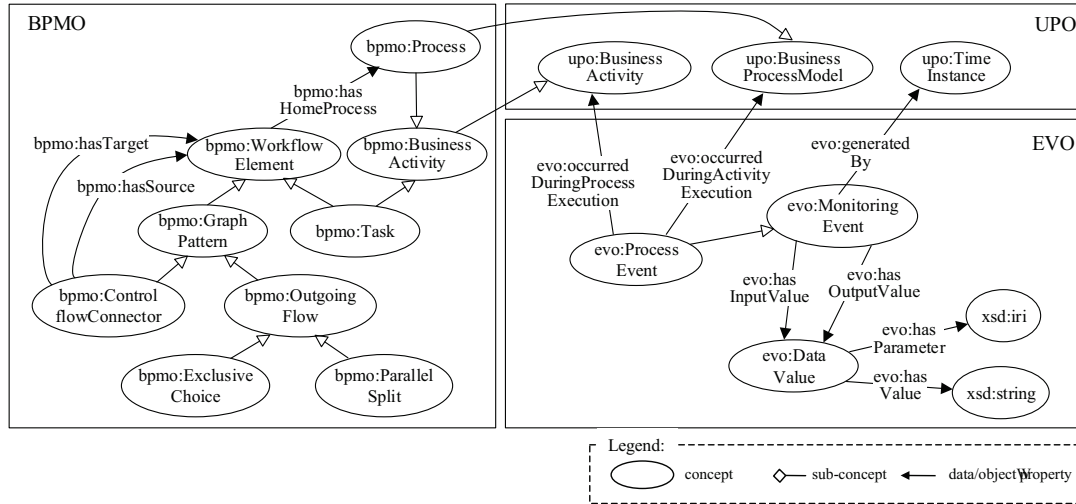 BPMO
bpmo:Process
bpmo:has
HomeProcess
bpmo:hasTarget
bpmo:hasSource
bpmo:Workflow
Element
bpmo:Business
Activity
bpmo:Graph
Pattern
bpmo:Task
bpmo:Control
flowConnector
bpmo:Outgoing
Flow
bpmo:Exclusive
Choice
bpmo:Parallel
Split
UPO
upo:Business
Activity
upo:Business
ProcessModel
upo:Time
Instance
EVO
evo:occurred
DuringProcess
Execution
evo:occurred
DuringActivity
Execution
evo:generated
By
evo:Process
Event
evo:Monitoring
Event
evo:has
InputValue
evo:has
OutputValue
evo:Data
Value
evo:has
Parameter
xsd:iri
evo:has
Value
xsd:string
Legend:
concept
sub-concept
data/object Property